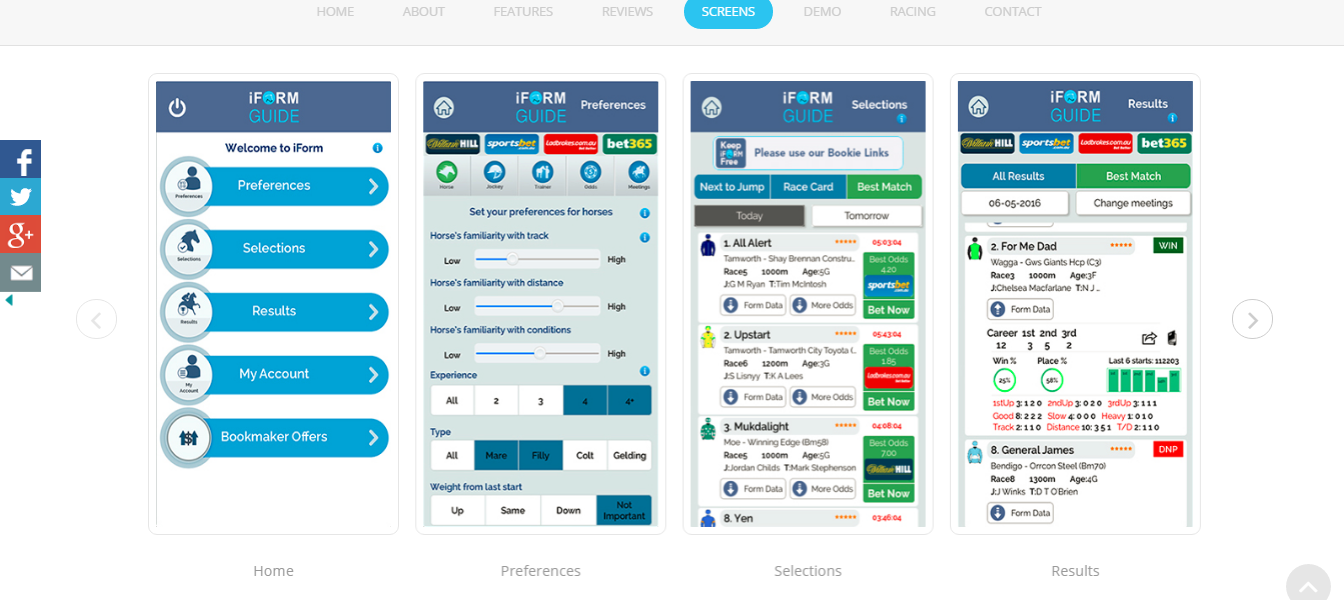 HOME ABOUT FEATURES REVIEWS SCREENS DEMO RACING CONTACT
iFORM
GUIDE
Welcome to iForm
Preferences
Preferences
Selections
Selections
Results
Results
My Account
My Account
Bookmaker Offers
Home
iFORM
GUIDE
Preferences
William HILL sportsbet .com.au Ladbrokes.com.au bet365
Horse Jockey Trainer Odds Meetings
Set your preferences for horses
Horse's familiarity with track
Low High
Horse's familiarity with distance
Low High
Horse's familiarity with conditions
Low High
Experience
All 2 3 4 4+
Type
All Mare Filly Colt Gelding
Weight from last start
Up Same Down Not Important
Preferences
iFORM
GUIDE
Selections
Keep iFORM Free
Please use our Bookie Links
Next to Jump Race Card Best Match
Today Tomorrow
1. All Alert ***** 05:03:04
Tamworth - Shay Brennan Constru..
Race5 1000m Age:5G
J:G M Ryan T:Tim McIntosh
Form Data More Odds
Best Odds
4.20
sportsbet .com.au
Bet Now
2. Upstart ***** 05:43:04
Tamworth - Tamworth City Toyota (..
Race6 1200m Age:3G
J:S Lisnyy T:K A Lees
Form Data More Odds
Best Odds
1.85
Ladbrokes.com.au
Bet Now
3. Mukdalight ***** 04:08:04
Moe - Winning Edge (Bm58)
Race5 1000m Age:5G
J:Jordan Childs T:Mark Stephenson
Form Data More Odds
Best Odds
7.00
William HILL
Bet Now
8. Yen ***** 03:46:04
Selections
iFORM
GUIDE
Results
William HILL sportsbet .com.au Ladbrokes.com.au bet365
All Results Best Match
06-05-2016 Change meetings
2. For Me Dad ***** WIN
Wagga - Gws Giants Hcp (C3)
Race3 1000m Age:3F
J:Chelsea Macfarlane T:N J ..
Form Data
Career 1st 2nd 3rd
12 3 5 2
Win % Place % Last 6 starts: 112203
25% 58%
1stUp 3:1 2 0 2ndUp 3:0 2 0 3rdUp 3:1 1 1
Good 8:2 2 2 Slow 4:0 0 0 Heavy 1:0 1 0
Track 2:1 1 0 Distance 10:3 5 1 T/D 2:1 1 0
8. General James ***** DNP
Bendigo - Orrcon Steel (Bm70)
Race8 1300m Age:4G
J:J Winks T:D T O'Brien
Form Data
Results